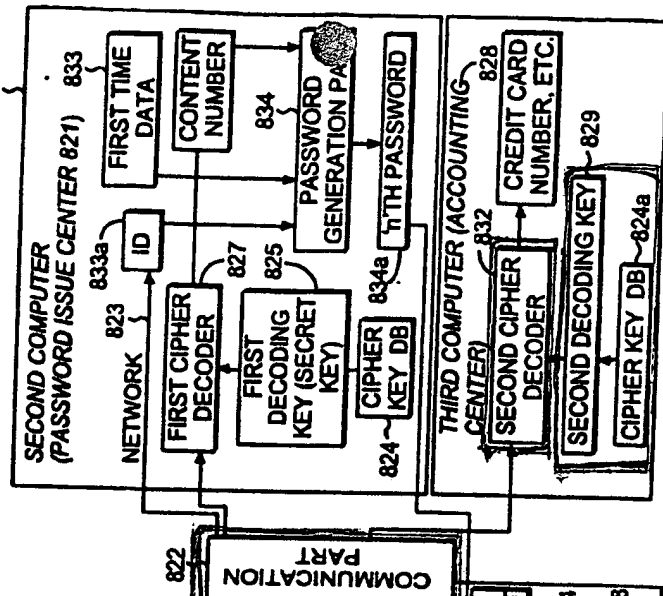 SECOND COMPUTER
(PASSWORD ISSUE CENTER 821)
NETWORK
823
833a
ID
833
FIRST TIME
DATA
CONTENT
NUMBER
827
FIRST CIPHER
DECODER
825
FIRST
DECODING
KEY (SECRET
KEY)
CIPHER
KEY DB
824
834
PASSWORD
GENERATION
'n'TH PASSWORD
834a
822
COMMUNICATION
PART
THIRD COMPUTER (ACCOUNTING
CENTER)
832
SECOND CIPHER
DECODER
828
CREDIT CARD
NUMBER, ETC.
829
SECOND DECODING KEY
CIPHER KEY DB
824a